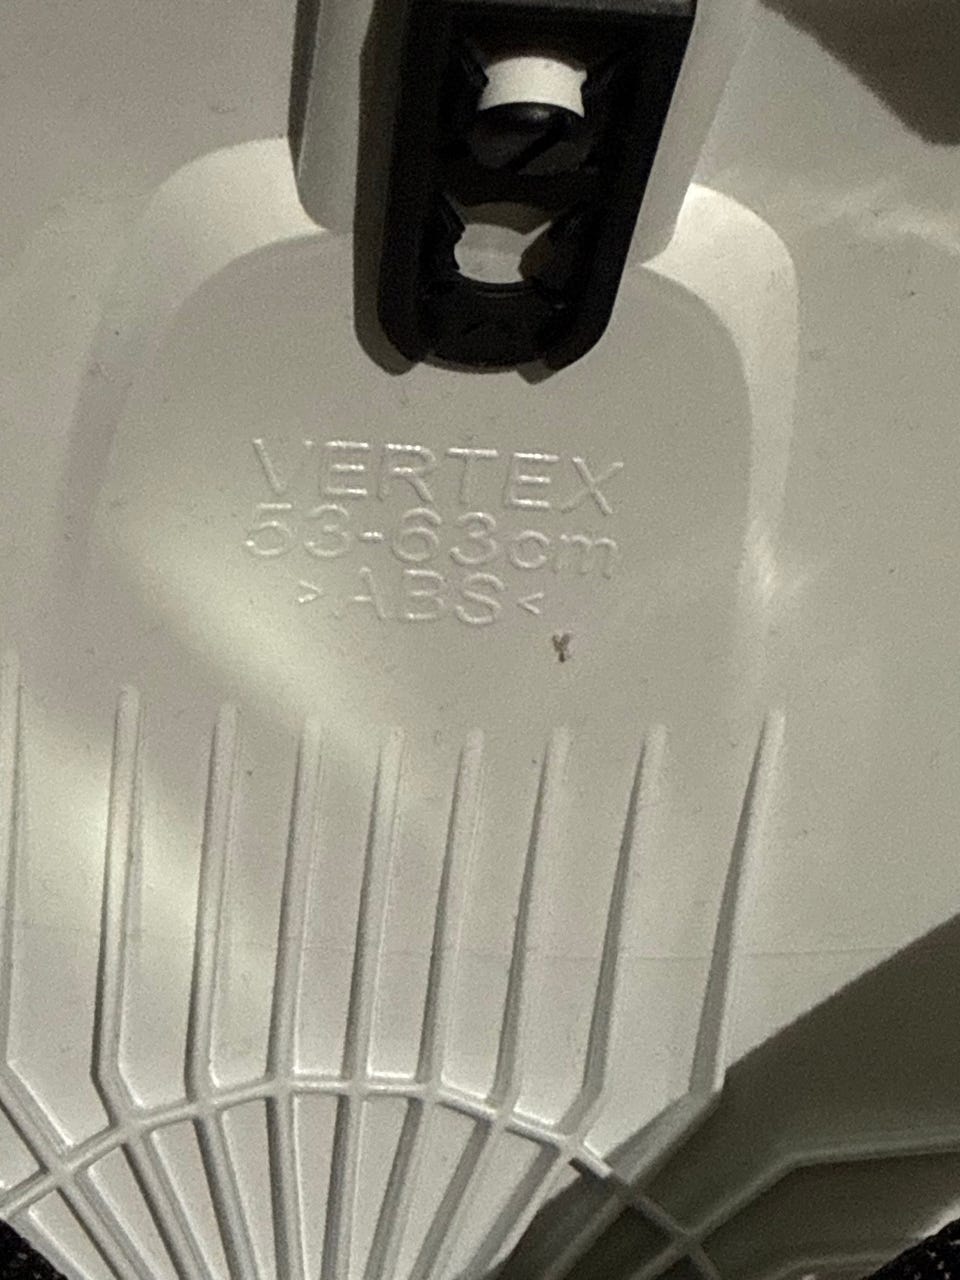 VERTEX
53-63cm
>ABS<